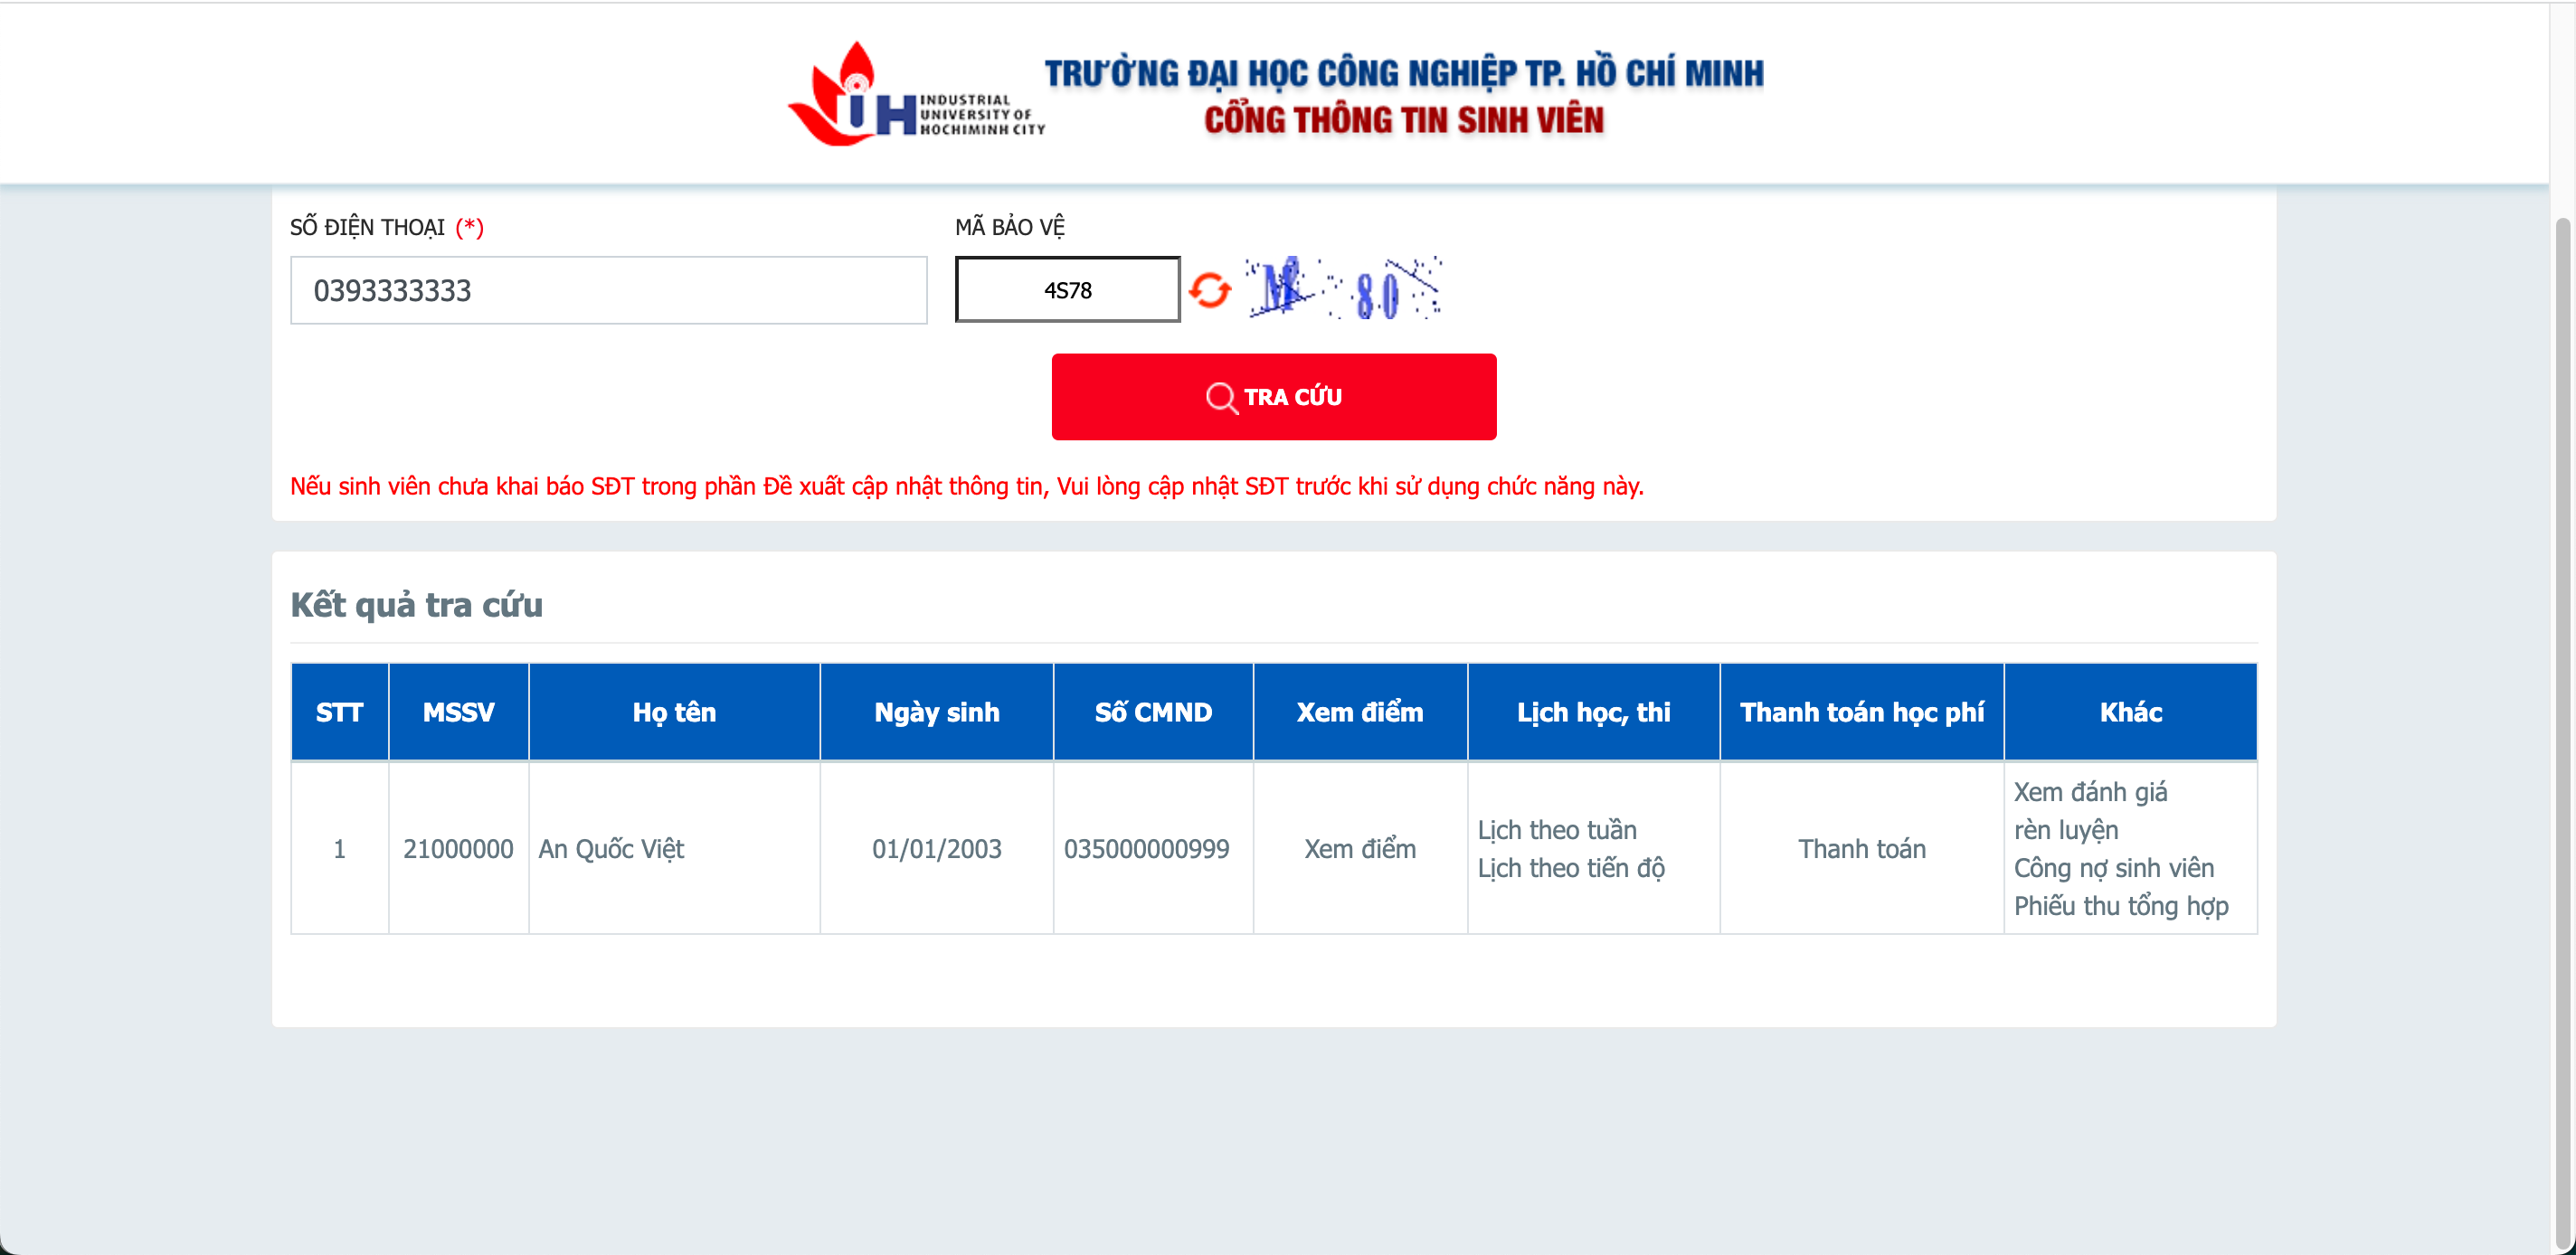 INDUSTRIAL
UNIVERSITY OF
HOCHIMINH CITY
IUH
TRƯỜNG ĐẠI HỌC CÔNG NGHIỆP TP. HỒ CHÍ MINH
CỔNG THÔNG TIN SINH VIÊN
SỐ ĐIỆN THOẠI (*)
MÃ BẢO VỆ
0393333333
4S78
TRA CỨU
Nếu sinh viên chưa khai báo SĐT trong phần Đề xuất cập nhật thông tin, Vui lòng cập nhật SĐT trước khi sử dụng chức năng này.
Kết quả tra cứu
STT MSSV Họ tên Ngày sinh Số CMND Xem điểm Lịch học, thi Thanh toán học phí Khác
1 21000000 An Quốc Việt 01/01/2003 035000000999 Xem điểm
Lịch theo tuần
Lịch theo tiến độ
Thanh toán
Xem đánh giá
rèn luyện
Công nợ sinh viên
Phiếu thu tổng hợp